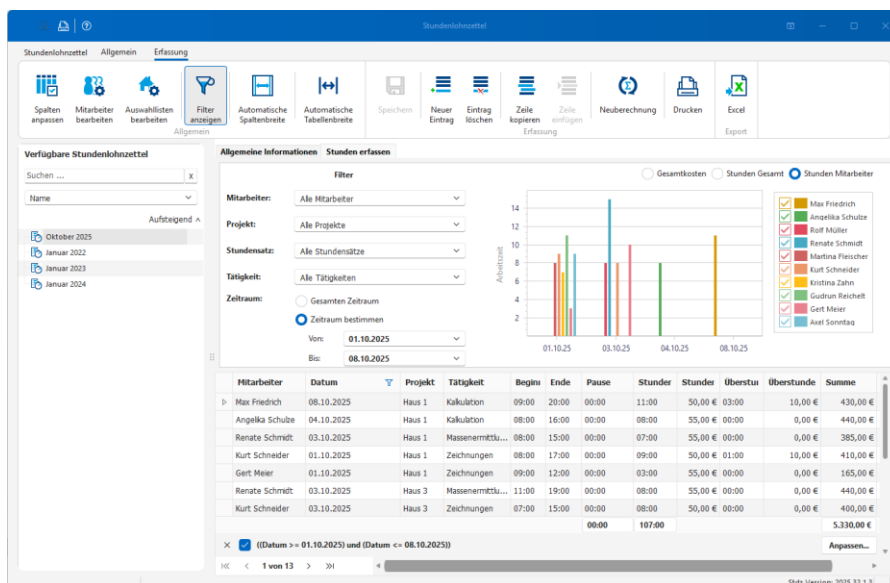 Stundenlohnzettel
Stundenlohnzettel Allgemein Erfassung
Spalten anpassen
Mitarbeiter bearbeiten
Auswahllisten bearbeiten
Filter anzeigen
Automatische Spaltenbreite
Automatische Tabellenbreite
Speichern
Neuer Eintrag
Eintrag löschen
Zeile kopieren
Zeile einfügen
Neuberechnung
Drucken
Excel
Allgemein Erfassung Export
Verfügbare Stundenlohnzettel
Suchen ... x
Name
Aufsteigend
Oktober 2025
Januar 2022
Januar 2023
Januar 2024
Allgemeine Informationen Stunden erfassen
Filter
Mitarbeiter: Alle Mitarbeiter
Projekt: Alle Projekte
Stundensatz: Alle Stundensätze
Tätigkeit: Alle Tätigkeiten
Zeitraum: Gesamten Zeitraum
Zeitraum bestimmen
Von: 01.10.2025
Bis: 08.10.2025
Gesamtkosten Stunden Gesamt Stunden Mitarbeiter
Arbeitszeit
14
12
10
8
6
4
2
01.10.25 03.10.25 04.10.25 08.10.25
Max Friedrich
Angelika Schulze
Rolf Müller
Renate Schmidt
Martina Fleischer
Kurt Schneider
Kristina Zahn
Gudrun Reichelt
Gert Meier
Axel Sonntag
Mitarbeiter Datum Projekt Tätigkeit Begin Ende Pause Stunder Stunder Überstu Überstunde Summe
Max Friedrich 08.10.2025 Haus 1 Kalkulation 09:00 20:00 00:00 11:00 50,00 € 03:00 10,00 € 430,00 €
Angelika Schulze 04.10.2025 Haus 1 Kalkulation 08:00 16:00 00:00 08:00 55,00 € 00:00 0,00 € 440,00 €
Renate Schmidt 03.10.2025 Haus 1 Massenermittlu... 08:00 15:00 00:00 07:00 55,00 € 00:00 0,00 € 385,00 €
Kurt Schneider 01.10.2025 Haus 1 Zeichnungen 08:00 17:00 00:00 09:00 50,00 € 01:00 10,00 € 410,00 €
Gert Meier 01.10.2025 Haus 1 Zeichnungen 09:00 12:00 00:00 03:00 55,00 € 00:00 0,00 € 165,00 €
Renate Schmidt 03.10.2025 Haus 3 Massenermittlu... 11:00 19:00 00:00 08:00 55,00 € 00:00 0,00 € 440,00 €
Kurt Schneider 03.10.2025 Haus 3 Zeichnungen 07:00 15:00 00:00 08:00 50,00 € 00:00 0,00 € 400,00 €
00:00 107:00 5.330,00 €
((Datum >= 01.10.2025) und (Datum <= 08.10.2025)) Anpassen...
1 von 13